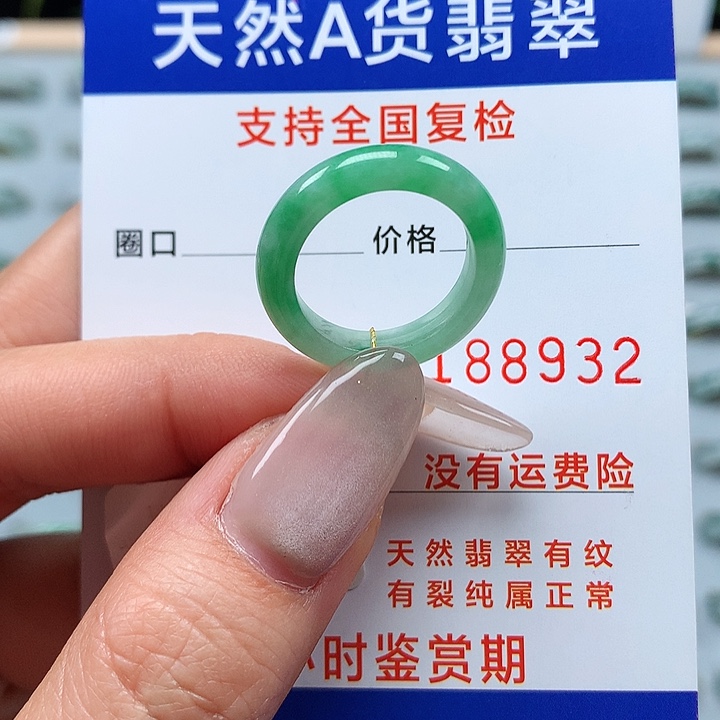 天然A货翡翠
支持全国复检
圈口 价格
188932
没有运费险
天然翡翠有纹
有裂纯属正常
小时鉴赏期